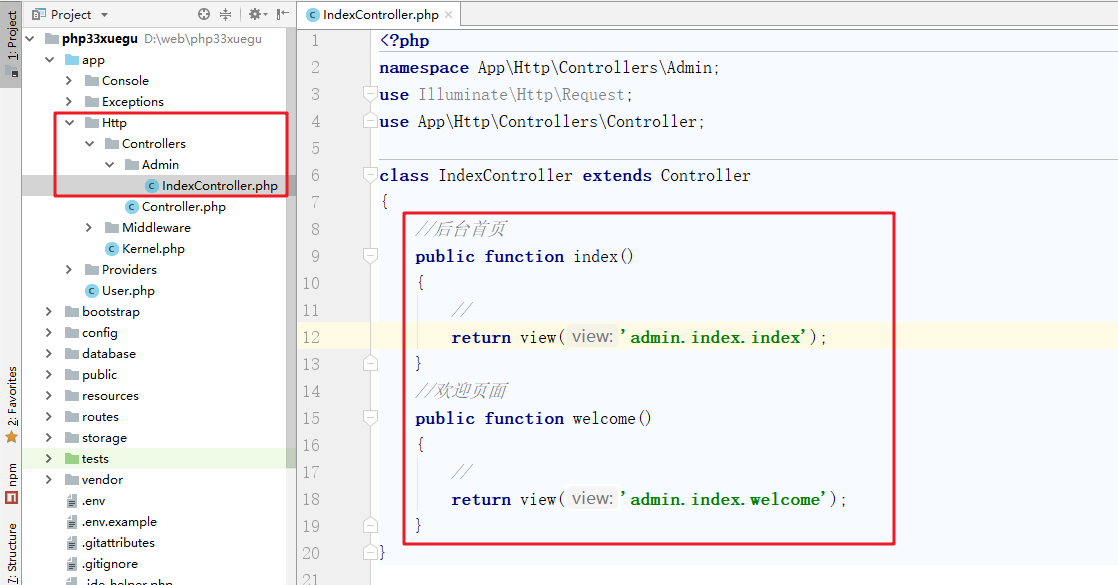 Project
IndexController.php
1: Project
php33xuegu D:\web\php33xuegu
app
Console
Exceptions
Http
Controllers
Admin
IndexController.php
Controller.php
Middleware
Kernel.php
Providers
User.php
bootstrap
config
database
public
resources
routes
storage
tests
vendor
.env
.env.example
.gitattributes
.gitignore
_ide_helper.php
2: Favorites
npm
7: Structure
1 <?php
2 namespace App\Http\Controllers\Admin;
3 use Illuminate\Http\Request;
4 use App\Http\Controllers\Controller;
5
6 class IndexController extends Controller
7 {
8 //后台首页
9 public function index()
10 {
11 //
12 return view( view: 'admin.index.index');
13 }
14 //欢迎页面
15 public function welcome()
16 {
17 //
18 return view( view: 'admin.index.welcome');
19 }
20 }
21